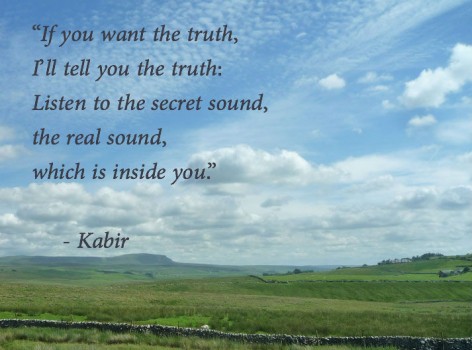 “If you want the truth,
I’ll tell you the truth:
Listen to the secret sound,
the real sound,
which is inside you.”
- Kabir